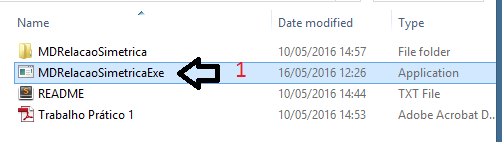 Name Date modified Type
MDRelacaoSimetrica 10/05/2016 14:57 File folder
MDRelacaoSimetricaExe 1 16/05/2016 12:26 Application
README 10/05/2016 14:44 TXT File
Trabalho Prático 1 10/05/2016 14:53 Adobe Acrobat D...